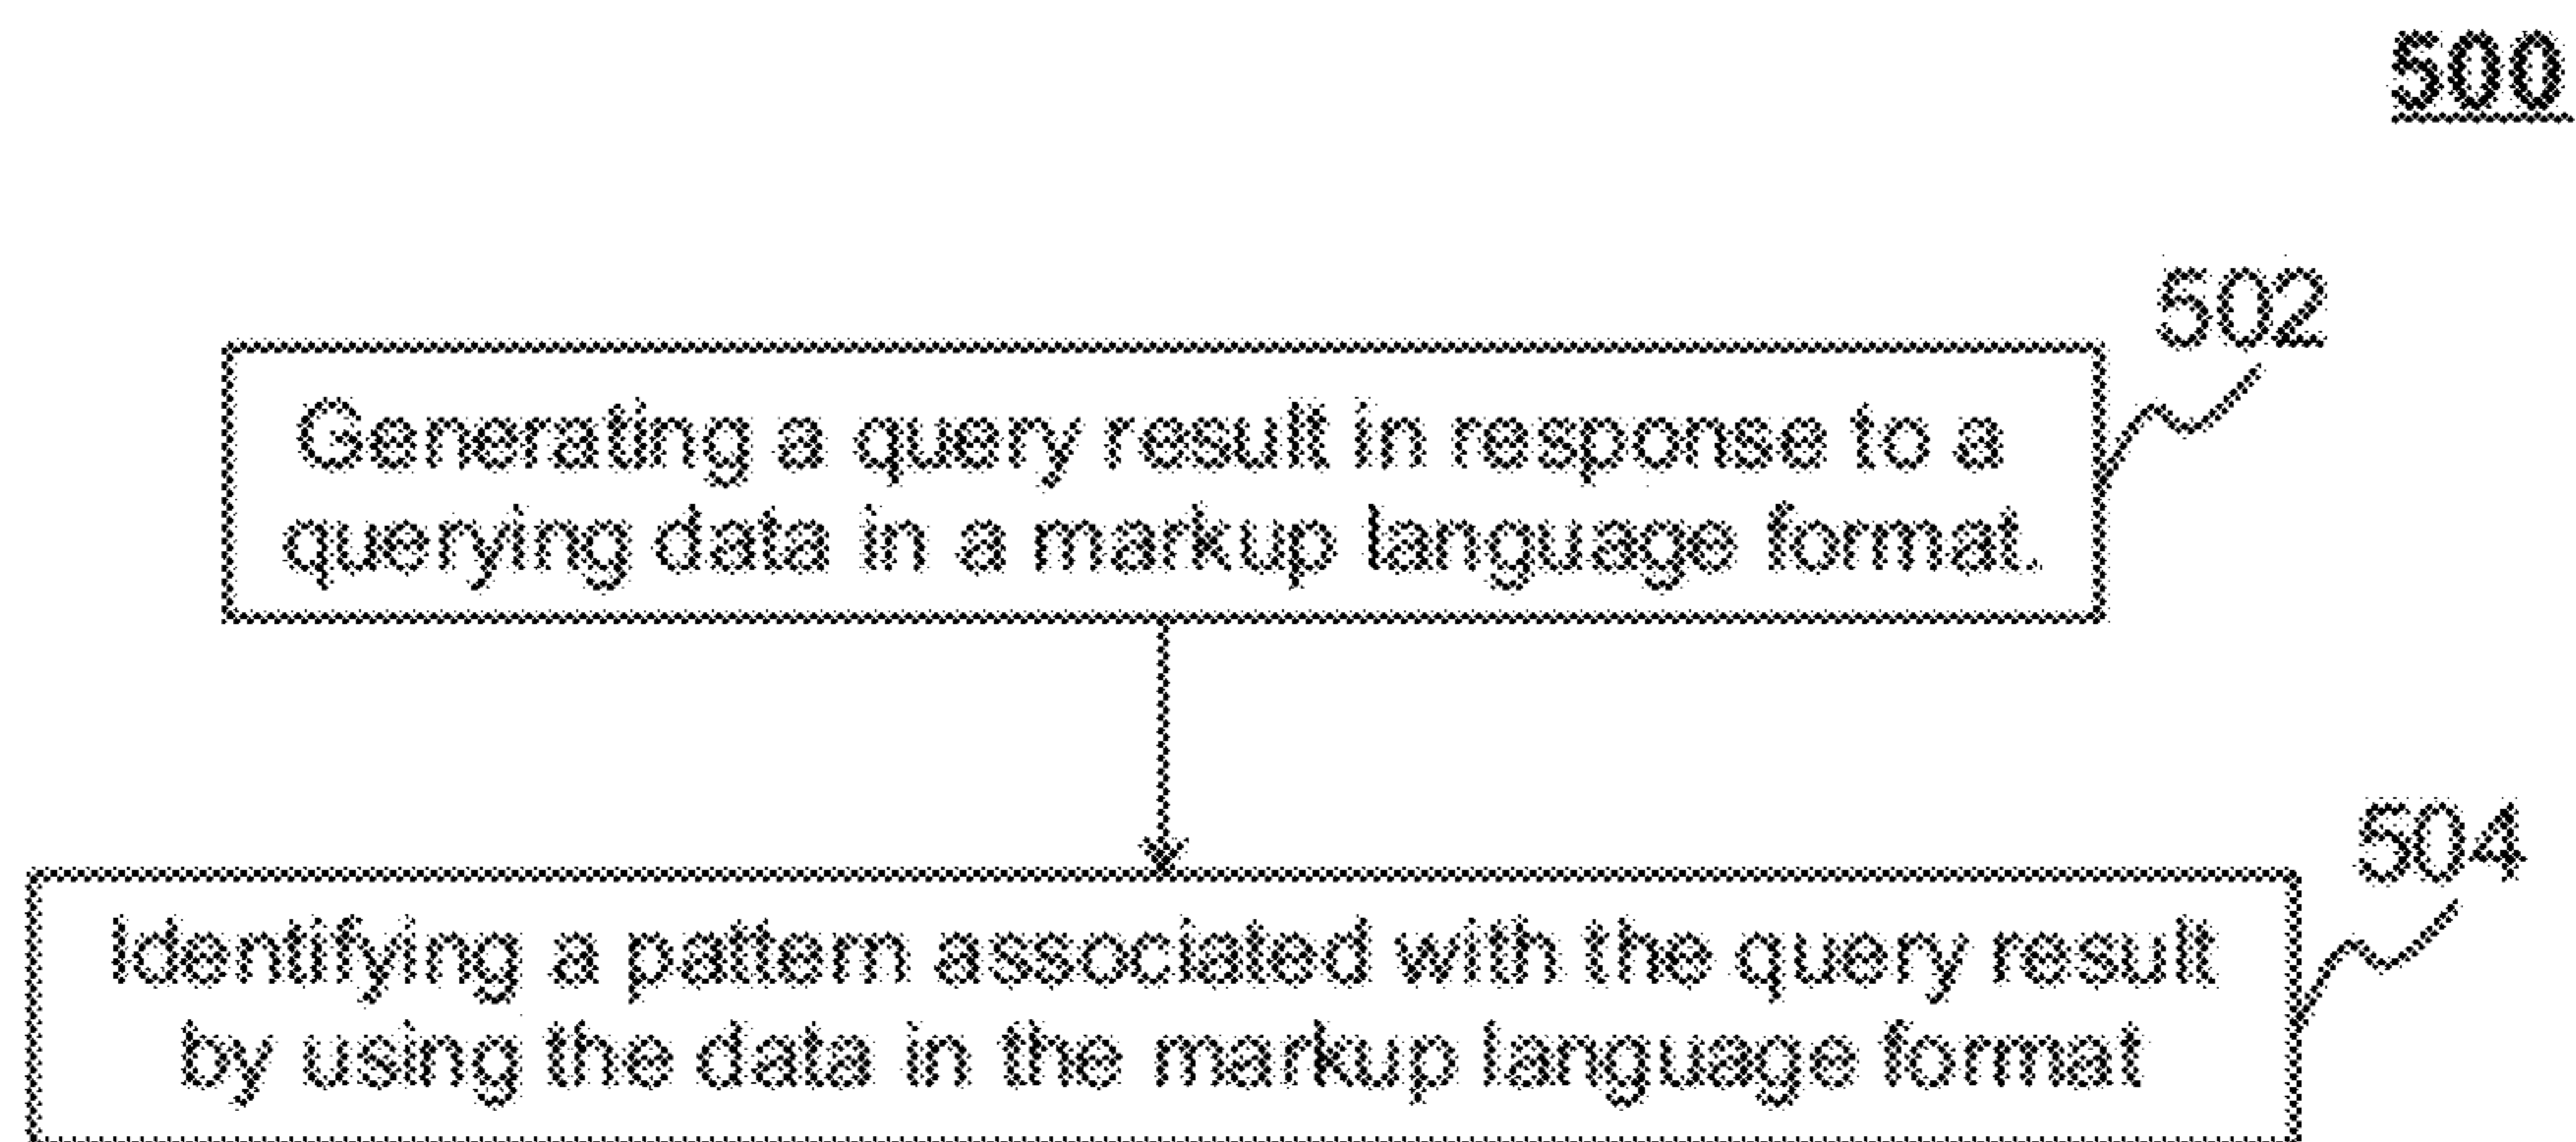 500
502
Generating a query result in response to a
querying data in a markup language format.
504
Identifying a pattern associated with the query result
by using the data in the markup language format